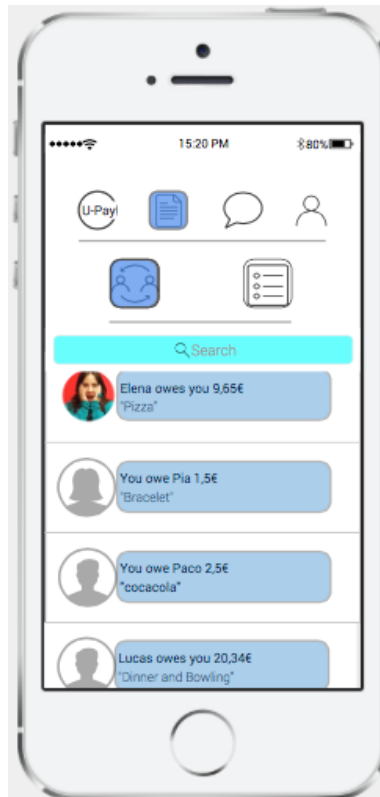 15:20 PM
80%
U-Pay!
Search
Elena owes you 9,65€
"Pizza"
You owe Pia 1,5€
"Bracelet"
You owe Paco 2,5€
"cocacola"
Lucas owes you 20,34€
"Dinner and Bowling"